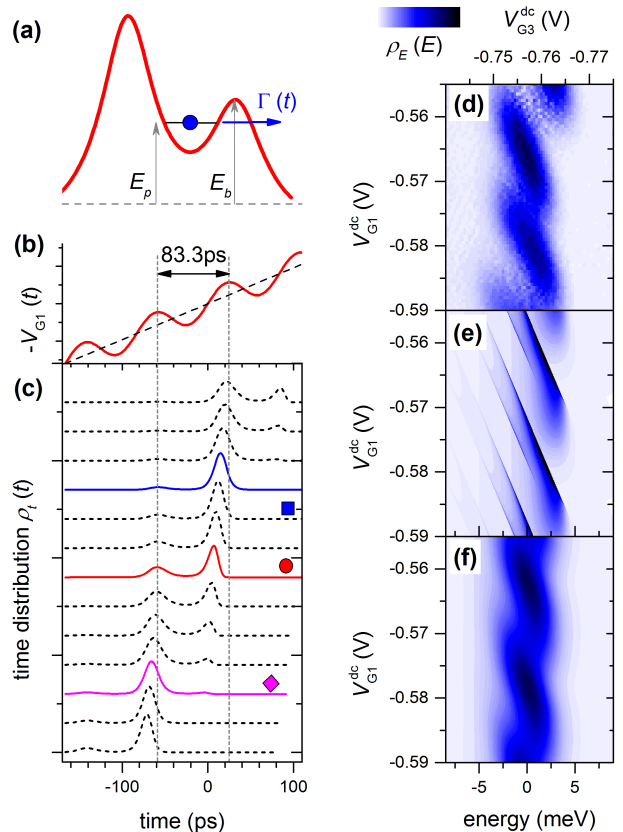 (a)
Γ (t)
E_p
E_b
(b)
83.3ps
-V_G1 (t)
(c)
time distribution ρ_t (t)
-100
0
100
time (ps)
V_G3^dc (V)
ρ_E (E)
-0.75
-0.76
-0.77
(d)
-0.56
-0.57
-0.58
-0.59
V_G1^dc (V)
(e)
-0.56
-0.57
-0.58
-0.59
V_G1^dc (V)
(f)
-0.56
-0.57
-0.58
-0.59
V_G1^dc (V)
-5
0
5
energy (meV)